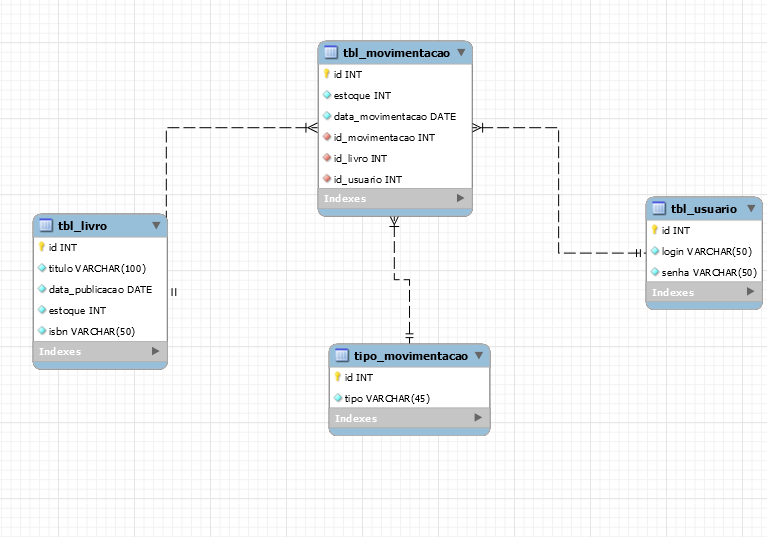 tbl_movimentacao
id INT
estoque INT
data_movimentacao DATE
id_movimentacao INT
id_livro INT
id_usuario INT
Indexes
tbl_livro
id INT
titulo VARCHAR(100)
data_publicacao DATE
estoque INT
isbn VARCHAR(50)
Indexes
tbl_usuario
id INT
login VARCHAR(50)
senha VARCHAR(50)
Indexes
tipo_movimentacao
id INT
tipo VARCHAR(45)
Indexes